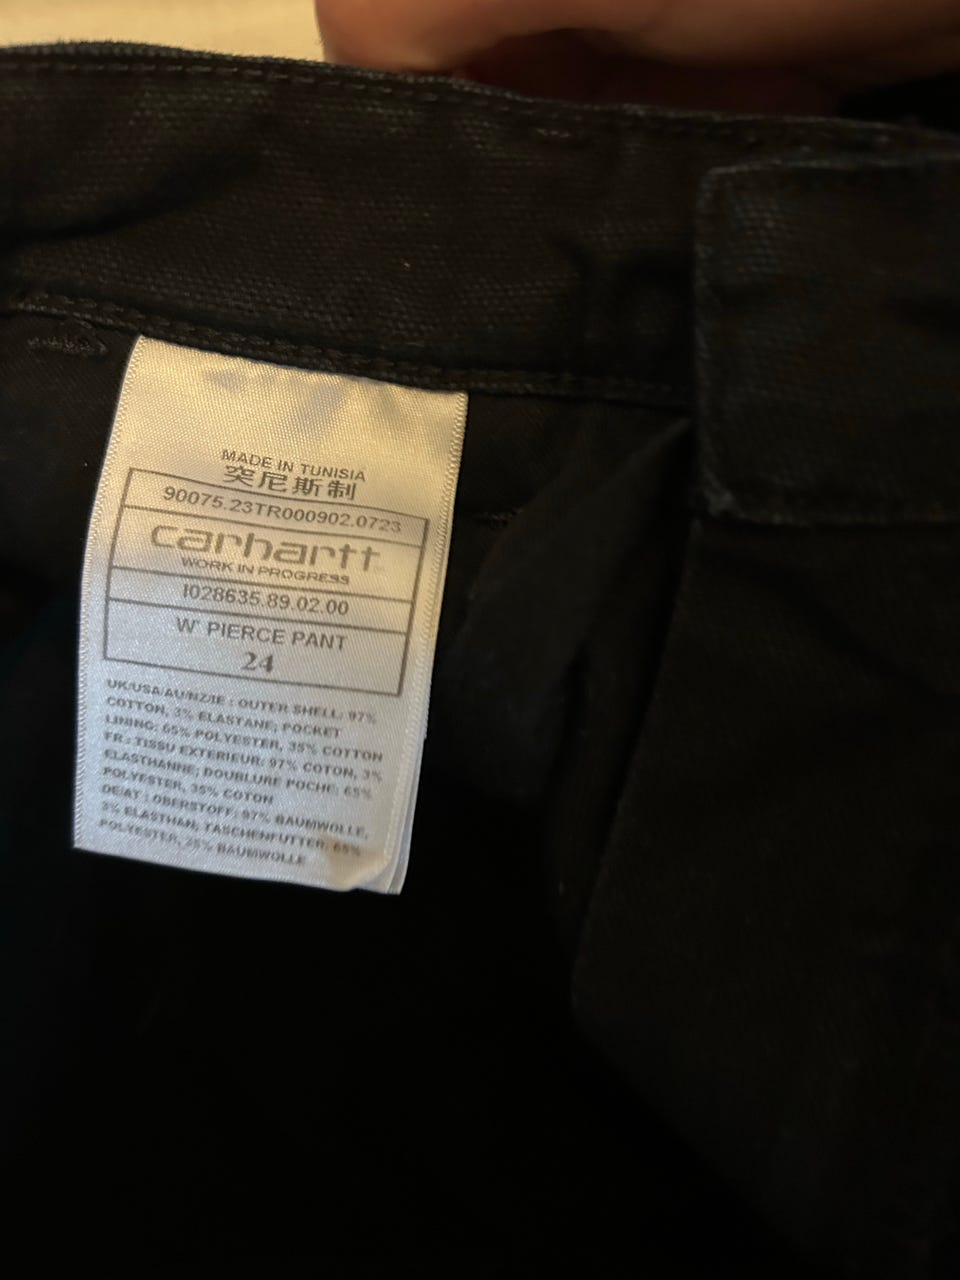 MADE IN TUNISIA
突尼斯制
90075.23TR000902.0723
carhartt
WORK IN PROGRESS
I028635.89.02.00
W' PIERCE PANT
24
UK/USA/AU/NZ/IE : OUTER SHELL: 97%
COTTON, 3% ELASTANE; POCKET
LINING: 65% POLYESTER, 35% COTTON
FR : TISSU EXTERIEUR: 97% COTON, 3%
ELASTHANNE; DOUBLURE POCHE: 65%
POLYESTER, 35% COTON
DE/AT : OBERSTOFF: 97% BAUMWOLLE,
3% ELASTHAN, TASCHENFUTTER: 65%
POLYESTER, 35% BAUMWOLLE